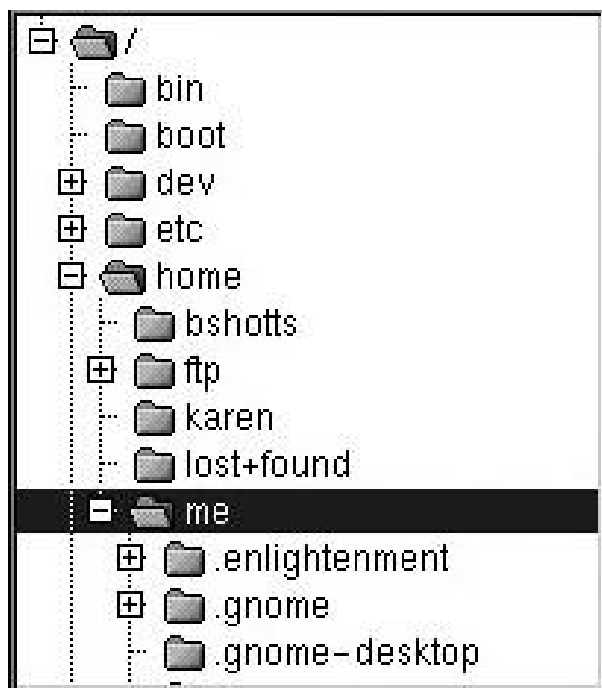 /
bin
boot
dev
etc
home
bshotts
ftp
karen
lost+found
me
.enlightenment
.gnome
.gnome-desktop